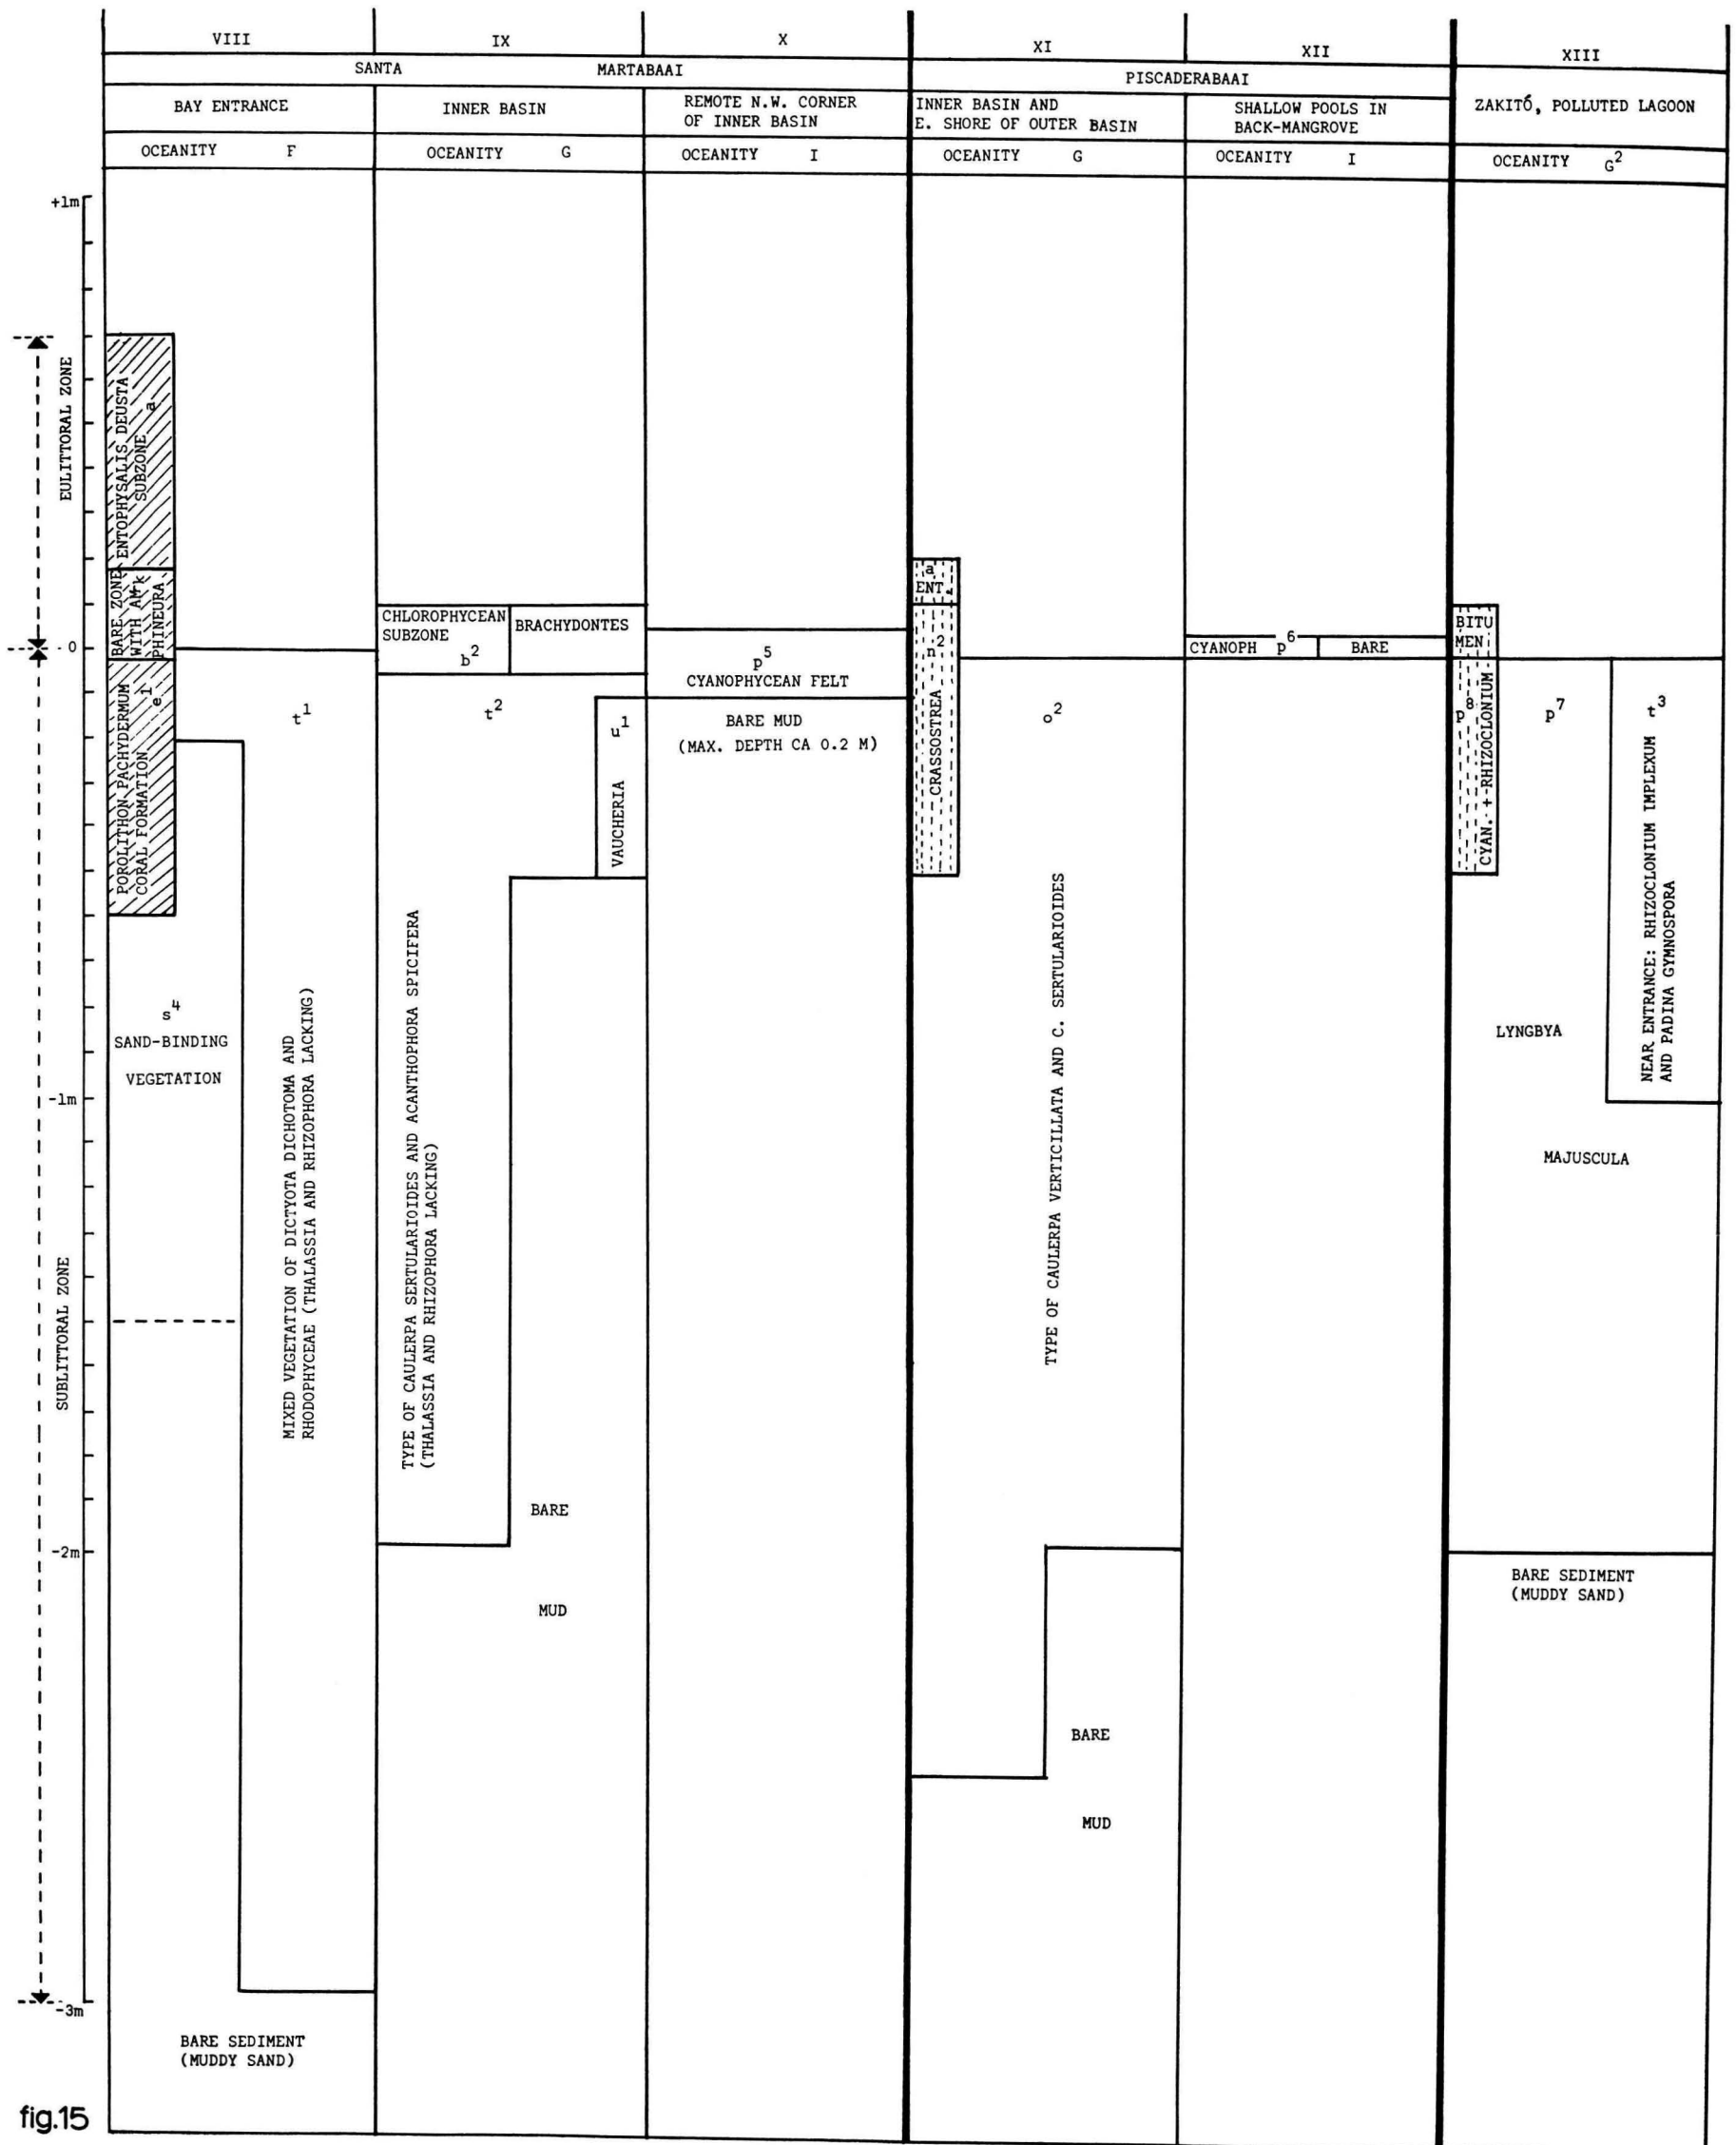 VIII
IX
X
XI
XII
XIII
SANTA MARTABAAI
PISCADERABAAI
ZAKITÓ, POLLUTED LAGOON
BAY ENTRANCE
INNER BASIN
REMOTE N.W. CORNER
OF INNER BASIN
INNER BASIN AND
E. SHORE OF OUTER BASIN
SHALLOW POOLS IN
BACK-MANGROVE
OCEANITY F
OCEANITY G
OCEANITY I
OCEANITY G
OCEANITY I
OCEANITY G²
+1m
0
-1m
-2m
-3m
EULITTORAL ZONE
SUBLITTORAL ZONE
ENTOPHYSALIS DEUSTA
SUBZONE a
BARE ZONE
WITH AM- k
PHINEURA
POROLITHON PACHYDERMUM
CORAL FORMATION e¹
s⁴
SAND-BINDING
VEGETATION
t¹
MIXED VEGETATION OF DICTYOTA DICHOTOMA AND
RHODOPHYCEAE (THALASSIA AND RHIZOPHORA LACKING)
BARE SEDIMENT
(MUDDY SAND)
CHLOROPHYCEAN
SUBZONE
b²
BRACHYDONTES
t²
u¹
VAUCHERIA
TYPE OF CAULERPA SERTULARIOIDES AND ACANTHOPHORA SPICIFERA
(THALASSIA AND RHIZOPHORA LACKING)
BARE
MUD
p⁵
CYANOPHYCEAN FELT
BARE MUD
(MAX. DEPTH CA 0.2 M)
a
ENT.
n²
CRASSOSTREA
o²
TYPE OF CAULERPA VERTICILLATA AND C. SERTULARIOIDES
BARE
MUD
CYANOPH p⁶
BARE
BITU
MEN
p⁸
CYAN. + RHIZOCLONIUM
p⁷
LYNGBYA
MAJUSCULA
r³
NEAR ENTRANCE: RHIZOCLONIUM IMPLEXUM
AND PADINA GYMNOSPORA
BARE SEDIMENT
(MUDDY SAND)
fig.15